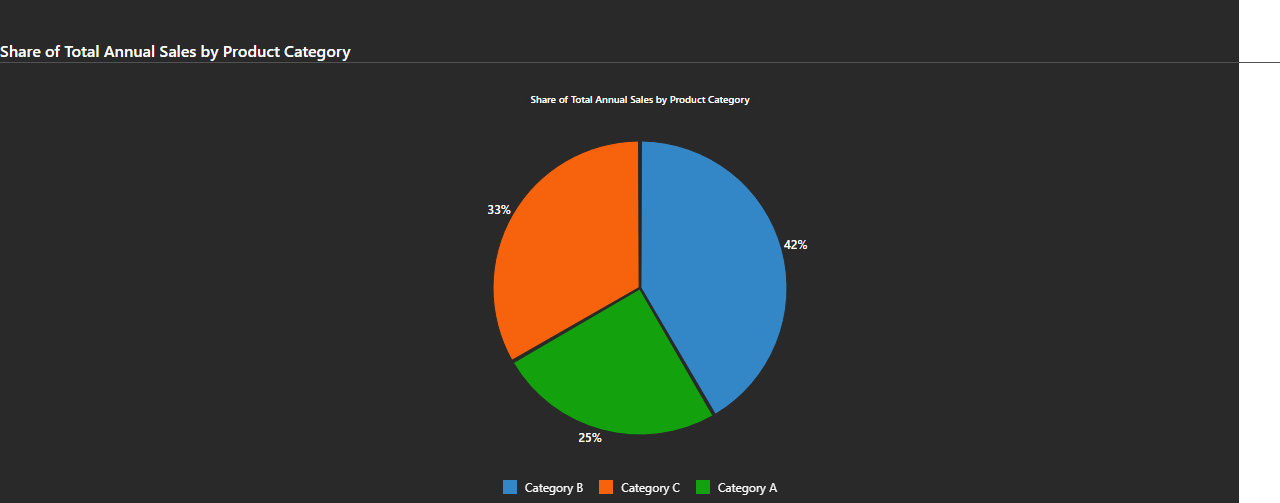 Share of Total Annual Sales by Product Category
Share of Total Annual Sales by Product Category
33%
42%
25%
Category B Category C Category A